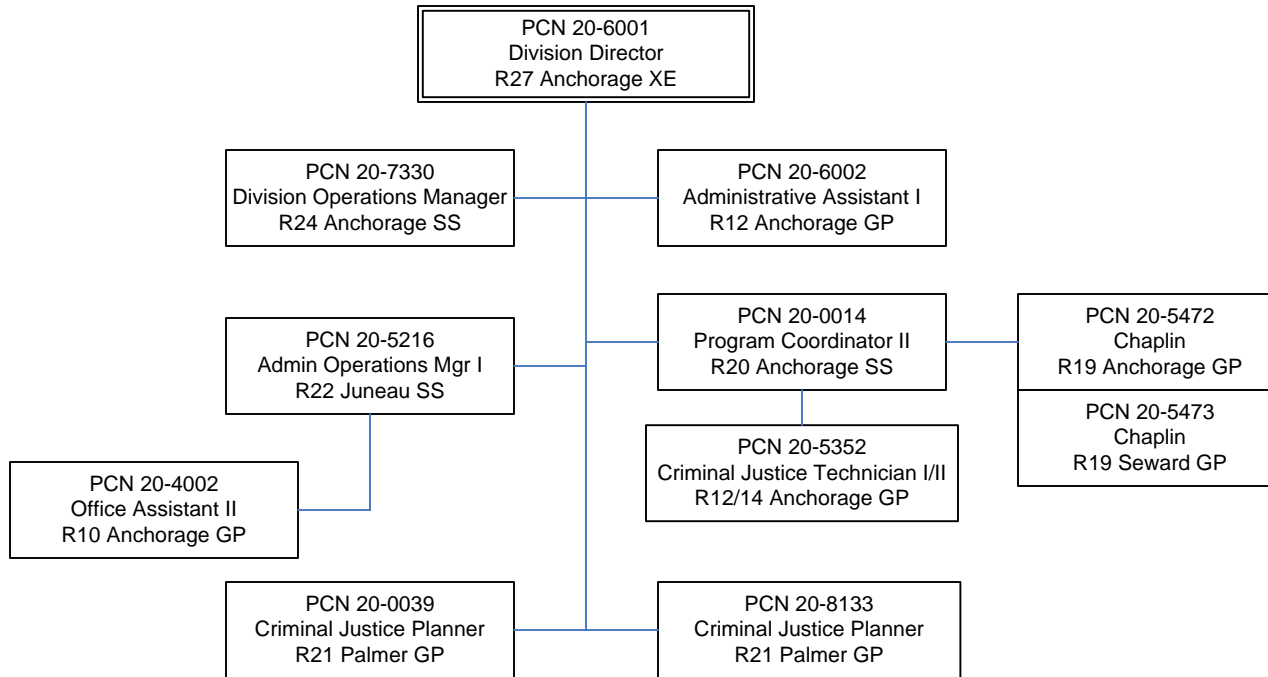 PCN 20-6001
Division Director
R27 Anchorage XE
PCN 20-7330
Division Operations Manager
R24 Anchorage SS
PCN 20-6002
Administrative Assistant I
R12 Anchorage GP
PCN 20-5216
Admin Operations Mgr I
R22 Juneau SS
PCN 20-0014
Program Coordinator II
R20 Anchorage SS
PCN 20-5472
Chaplin
R19 Anchorage GP
PCN 20-5473
Chaplin
R19 Seward GP
PCN 20-5352
Criminal Justice Technician I/II
R12/14 Anchorage GP
PCN 20-4002
Office Assistant II
R10 Anchorage GP
PCN 20-0039
Criminal Justice Planner
R21 Palmer GP
PCN 20-8133
Criminal Justice Planner
R21 Palmer GP